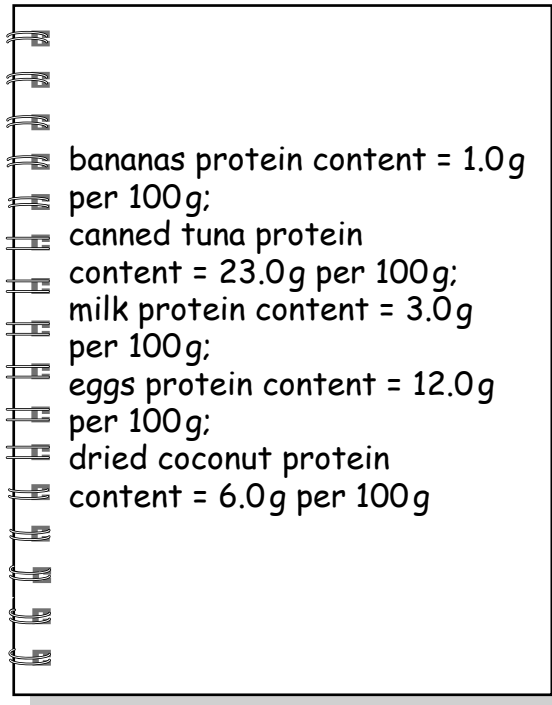 bananas protein content = 1.0g
per 100g;
canned tuna protein
content = 23.0g per 100g;
milk protein content = 3.0g
per 100g;
eggs protein content = 12.0g
per 100g;
dried coconut protein
content = 6.0g per 100g